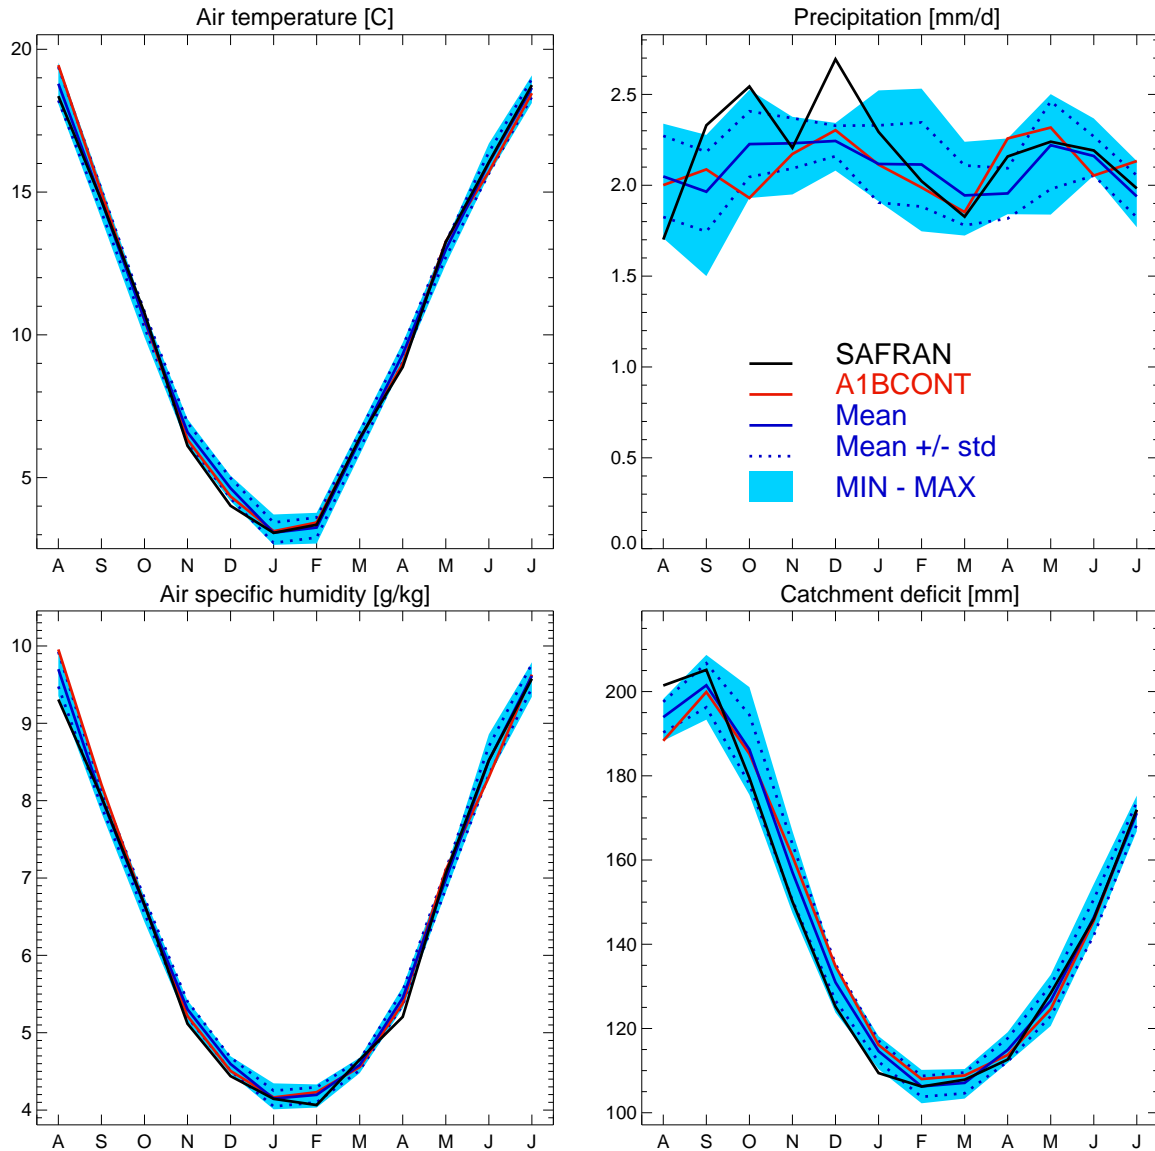 Air temperature [C]
20
15
10
5
A S O N D J F M A M J J
Precipitation [mm/d]
2.5
2.0
1.5
1.0
0.5
0.0
SAFRAN
A1BCONT
Mean
Mean +/- std
MIN - MAX
A S O N D J F M A M J J
Air specific humidity [g/kg]
10
9
8
7
6
5
4
A S O N D J F M A M J J
Catchment deficit [mm]
200
180
160
140
120
100
A S O N D J F M A M J J